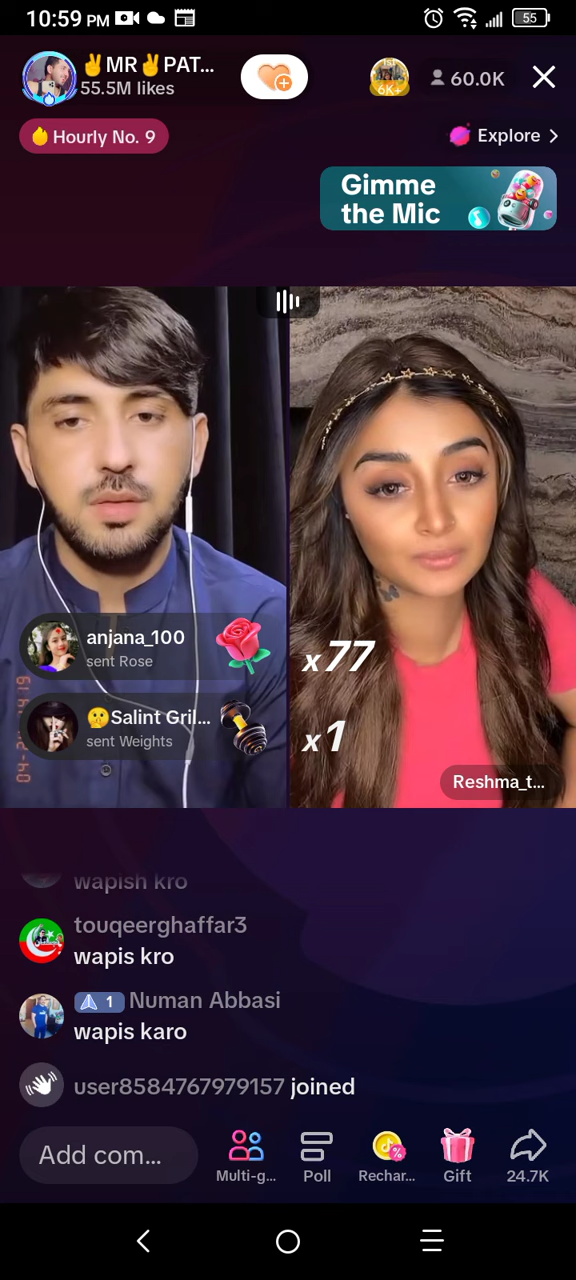 10:59 PM
55
✌MR✌PAT...
55.5M likes
1st
6K+
60.0K
Hourly No. 9
Explore
Gimme
the Mic
anjana_100
sent Rose
x77
🤫Salint Gril...
sent Weights
x1
Reshma_t...
wapish kro
touqeerghaffar3
wapis kro
1 Numan Abbasi
wapis karo
user8584767979157 joined
Add com...
Multi-g...
Poll
Rechar...
Gift
24.7K